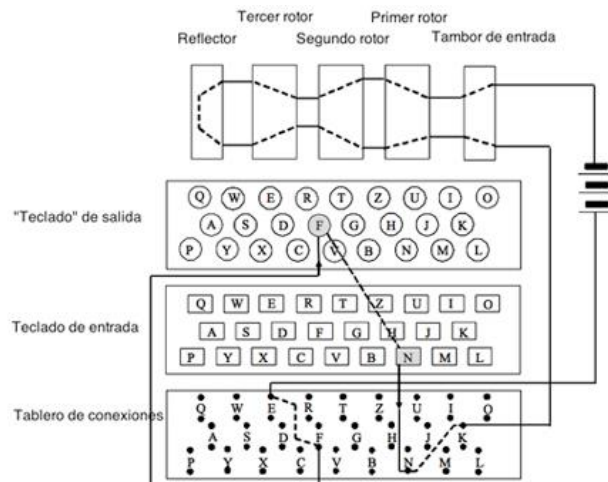 Tercer rotor Primer rotor
Reflector Segundo rotor Tambor de entrada
Q W E R T Z U I O
"Teclado" de salida A S D F G H J K
P Y X C V B N M L
Q W E R T Z U I O
Teclado de entrada A S D F G H J K
P Y X C V B N M L
Q W E R T Z U I O
Tablero de conexiones A S D F G H J K
P Y X C V B N M L